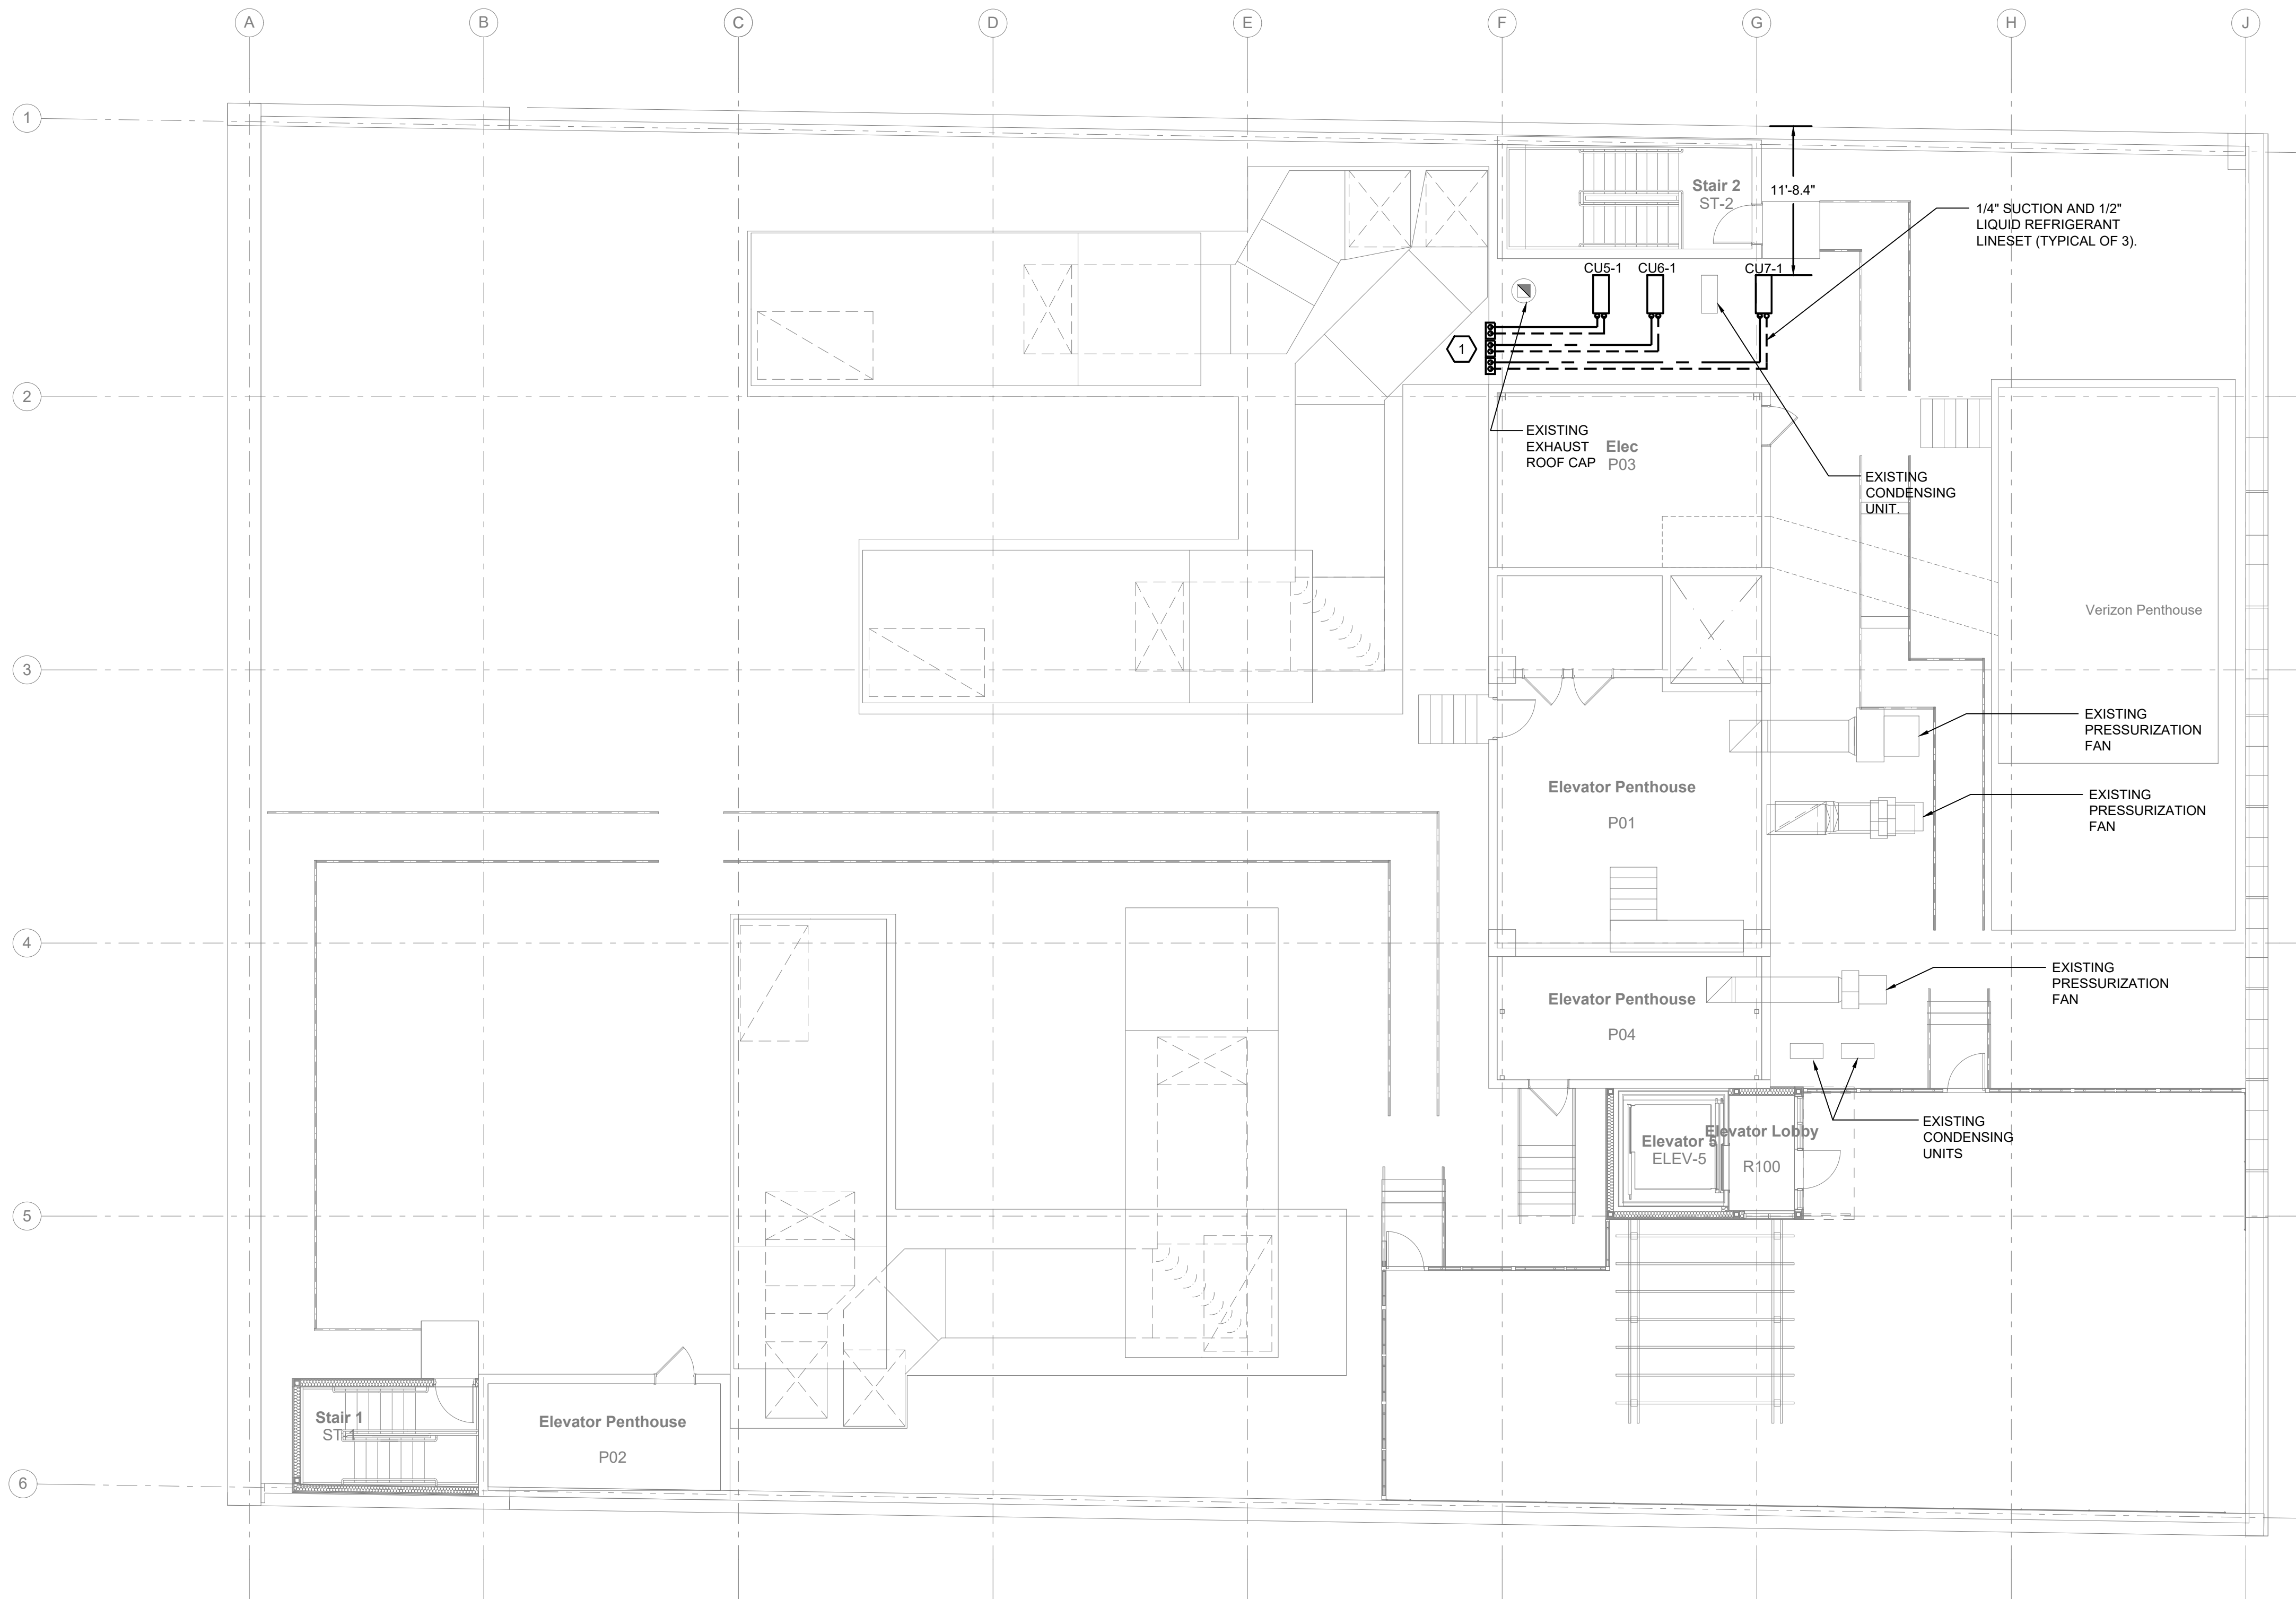 A
B
C
D
E
F
G
H
J
1
2
3
4
5
6
Stair 2
ST-2
11'-8.4"
1/4" SUCTION AND 1/2"
LIQUID REFRIGERANT
LINESET (TYPICAL OF 3).
CU5-1
CU6-1
CU7-1
1
EXISTING
EXHAUST
ROOF CAP
Elec
P03
EXISTING
CONDENSING
UNIT.
Verizon Penthouse
EXISTING
PRESSURIZATION
FAN
Elevator Penthouse
P01
EXISTING
PRESSURIZATION
FAN
EXISTING
PRESSURIZATION
FAN
Elevator Penthouse
P04
EXISTING
CONDENSING
UNITS
Elevator 5
ELEV-5
Elevator Lobby
R100
Stair 1
ST-1
Elevator Penthouse
P02